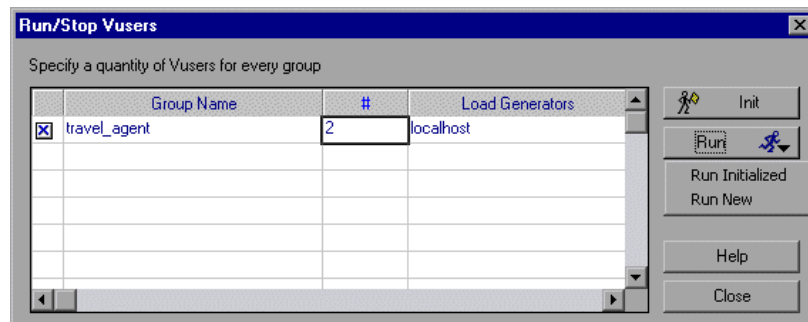 Run/Stop Vusers
Specify a quantity of Vusers for every group
Group Name # Load Generators
travel_agent 2 localhost
Init
Run
Run Initialized
Run New
Help
Close